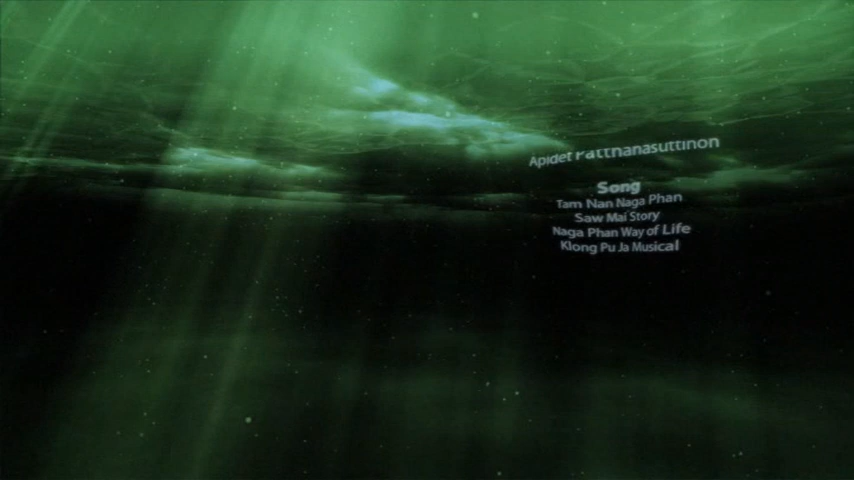 Apidet Patthanasuttinon
Song
Tam Nan Naga Phan
Saw Mai Story
Naga Phan Way of Life
Klong Pu Ja Musical